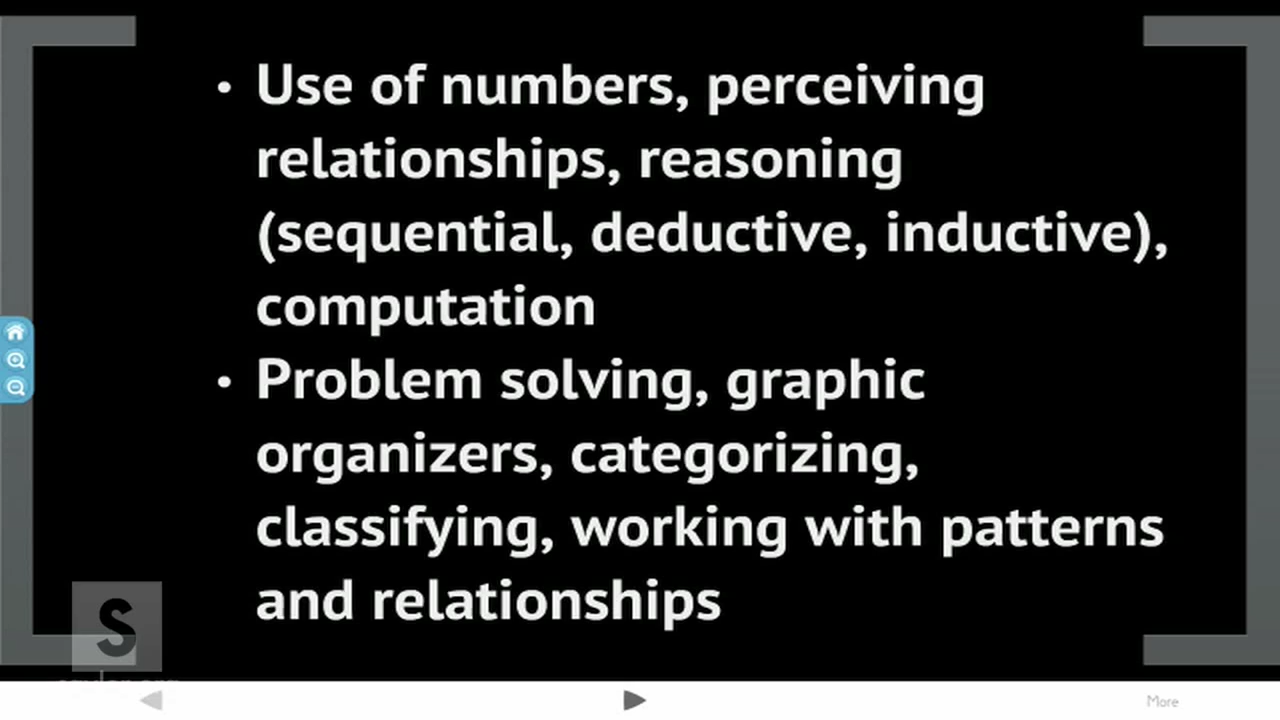 • Use of numbers, perceiving
relationships, reasoning
(sequential, deductive, inductive),
computation
• Problem solving, graphic
organizers, categorizing,
classifying, working with patterns
and relationships
S
More